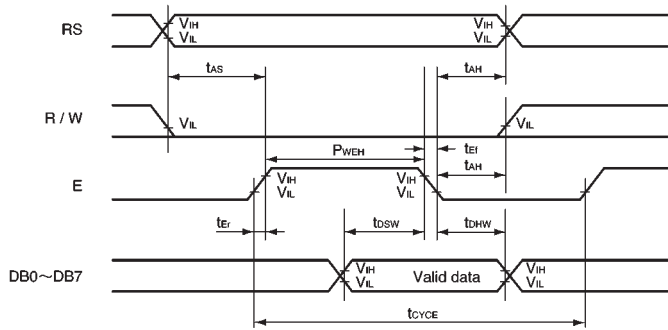 RS
VIH
VIL
VIH
VIL
tAS
tAH
R / W
VIL
VIL
PWEH
tEf
tAH
E
VIH
VIL
VIH
VIL
tEr
tDSW
tDHW
DB0～DB7
VIH
VIL
Valid data
VIH
VIL
tCYCE